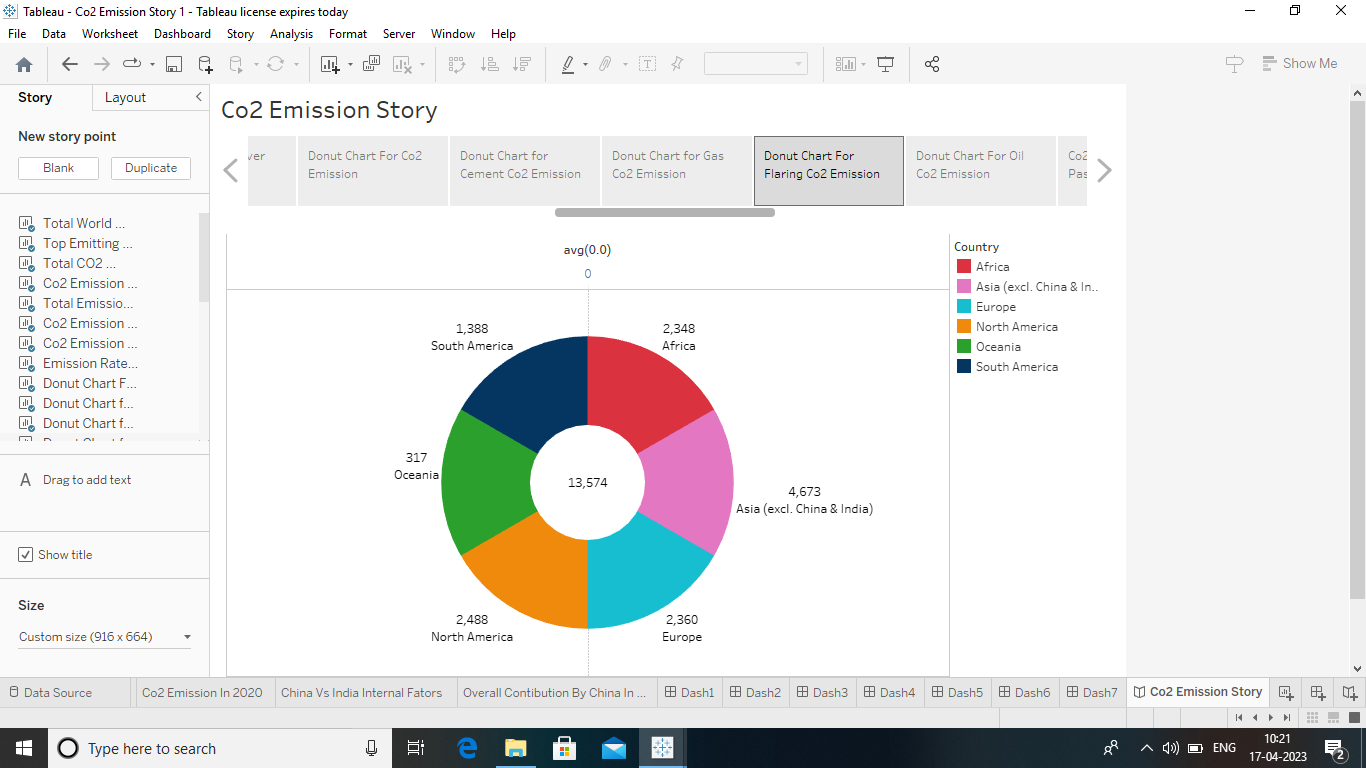 Tableau - Co2 Emission Story 1 - Tableau license expires today
File Data Worksheet Dashboard Story Analysis Format Server Window Help
Show Me
Story Layout
New story point
Blank Duplicate
Total World ...
Top Emitting ...
Total CO2 ...
Co2 Emission ...
Total Emissio...
Co2 Emission ...
Co2 Emission ...
Emission Rate...
Donut Chart F...
Donut Chart f...
Donut Chart f...
A Drag to add text
Show title
Size
Custom size (916 x 664)
Co2 Emission Story
ver
Donut Chart For Co2
Emission
Donut Chart for
Cement Co2 Emission
Donut Chart for Gas
Co2 Emission
Donut Chart For
Flaring Co2 Emission
Donut Chart For Oil
Co2 Emission
Co2
Pas
avg(0.0)
0
1,388
South America
2,348
Africa
317
Oceania
13,574
4,673
Asia (excl. China & India)
2,488
North America
2,360
Europe
Country
Africa
Asia (excl. China & In..
Europe
North America
Oceania
South America
Data Source Co2 Emission In 2020 China Vs India Internal Fators Overall Contibution By China In ... Dash1 Dash2 Dash3 Dash4 Dash5 Dash6 Dash7 Co2 Emission Story
Type here to search
ENG
10:21
17-04-2023
2